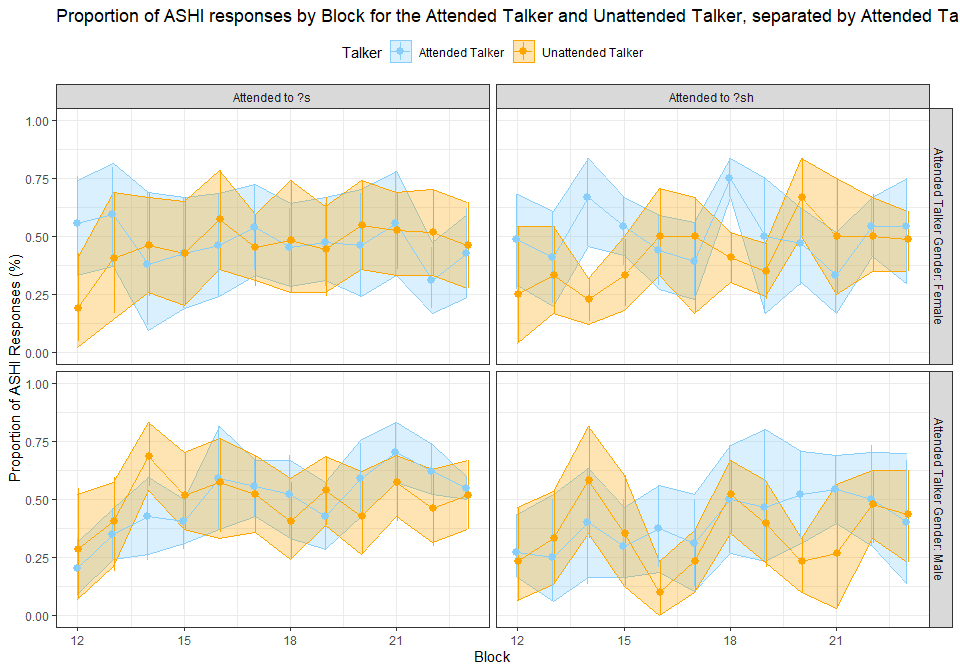 Proportion of ASHI responses by Block for the Attended Talker and Unattended Talker, separated by Attended Ta
Talker Attended Talker Unattended Talker
Attended to ?s
Attended to ?sh
Proportion of ASHI Responses (%)
1.00
0.75
0.50
0.25
0.00
Attended Talker Gender: Female
1.00
0.75
0.50
0.25
0.00
Attended Talker Gender: Male
12 15 18 21
12 15 18 21
Block